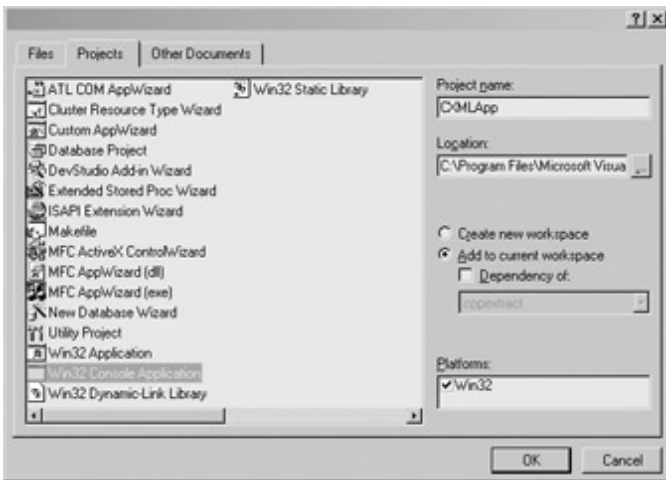 Files
Projects
Other Documents
ATL COM AppWizard
Cluster Resource Type Wizard
Custom AppWizard
Database Project
DevStudio Add-in Wizard
Extended Stored Proc Wizard
ISAPI Extension Wizard
Makefile
MFC ActiveX ControlWizard
MFC AppWizard (dll)
MFC AppWizard (exe)
New Database Wizard
Utility Project
Win32 Application
Win32 Console Application
Win32 Dynamic-Link Library
Win32 Static Library
Project name:
CXMLApp
Location:
C:\Program Files\Microsoft Visua
...
Create new workspace
Add to current workspace
Dependency of:
cppextract
Platforms:
Win32
OK
Cancel